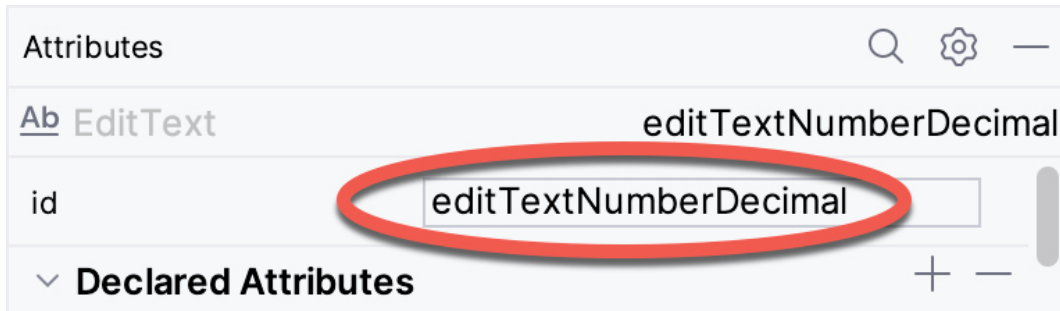 Attributes
Ab EditText editTextNumberDecimal
id editTextNumberDecimal
Declared Attributes